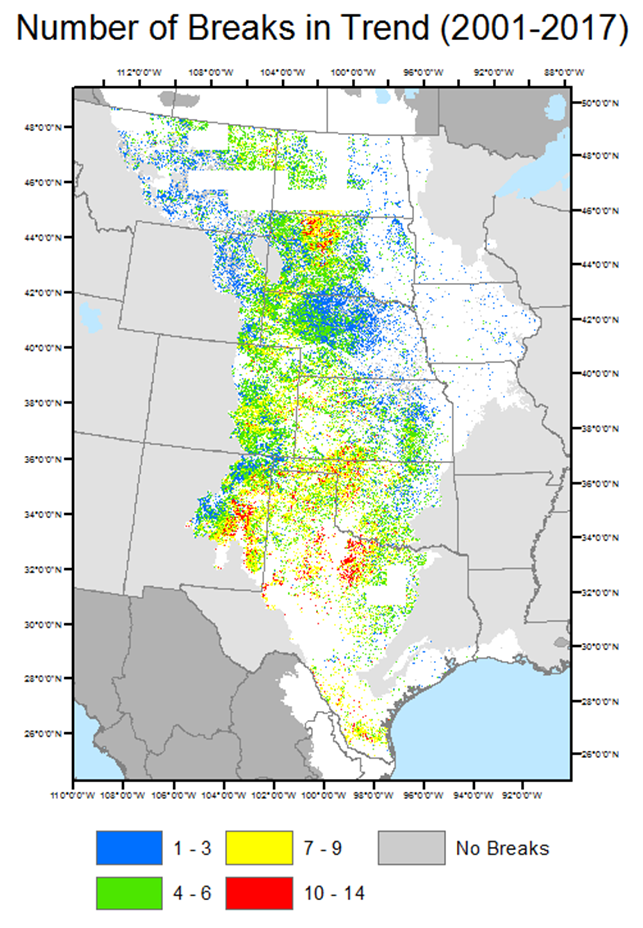 Number of Breaks in Trend (2001-2017)
112°0'0"W 108°0'0"W 104°0'0"W 100°0'0"W 96°0'0"W 92°0'0"W 88°0'0"W
50°0'0"N
48°0'0"N
48°0'0"N
46°0'0"N
46°0'0"N
44°0'0"N
44°0'0"N
42°0'0"N
42°0'0"N
40°0'0"N
40°0'0"N
38°0'0"N
38°0'0"N
36°0'0"N
36°0'0"N
34°0'0"N
34°0'0"N
32°0'0"N
32°0'0"N
30°0'0"N
30°0'0"N
28°0'0"N
28°0'0"N
26°0'0"N
26°0'0"N
110°0'0"W 108°0'0"W 106°0'0"W 104°0'0"W 102°0'0"W 100°0'0"W 98°0'0"W 96°0'0"W 94°0'0"W 92°0'0"W
1 - 3 7 - 9 No Breaks
4 - 6 10 - 14